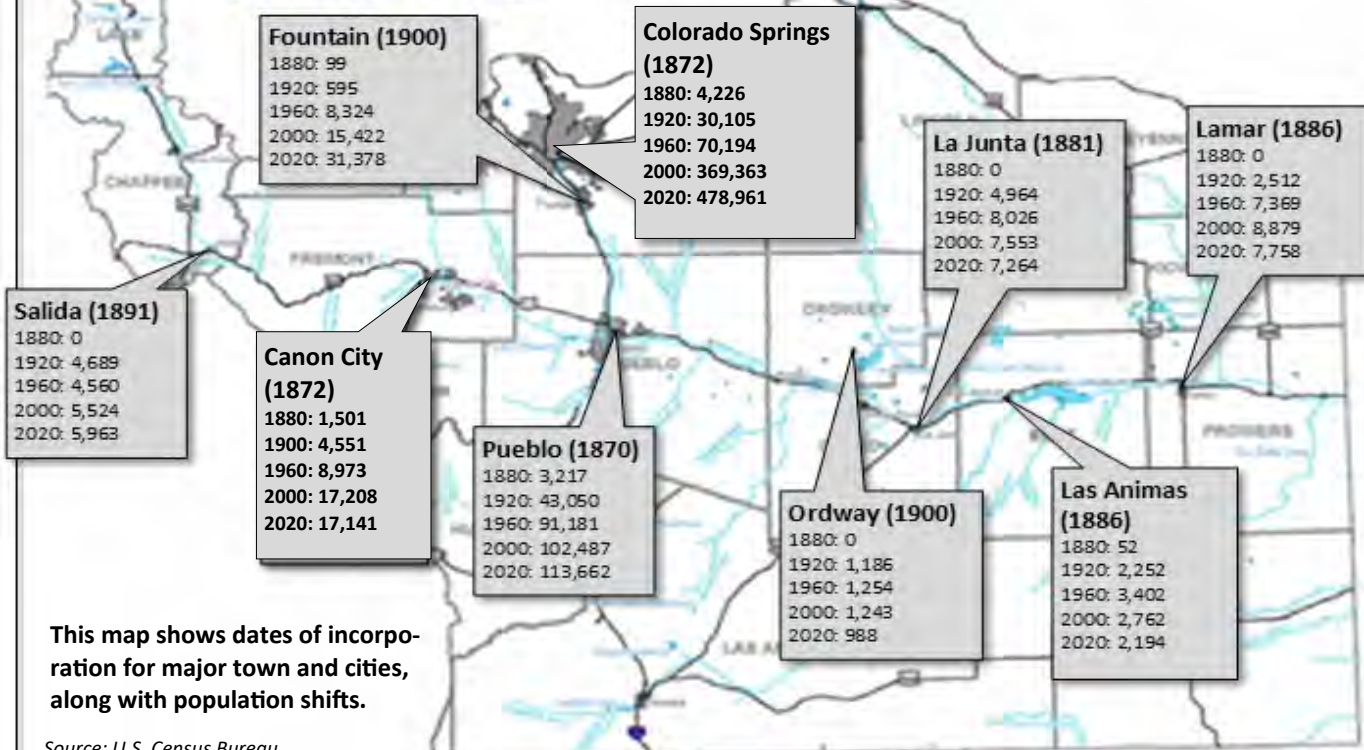 Fountain (1900)
1880: 99
1920: 595
1960: 8,324
2000: 15,422
2020: 31,378
Colorado Springs
(1872)
1880: 4,226
1920: 30,105
1960: 70,194
2000: 369,363
2020: 478,961
La Junta (1881)
1880: 0
1920: 4,964
1960: 8,026
2000: 7,553
2020: 7,264
Lamar (1886)
1880: 0
1920: 2,512
1960: 7,369
2000: 8,879
2020: 7,758
LAKE
CHAFFEE
FREMONT
CROWLEY
PUEBLO
PROWERS
Salida (1891)
1880: 0
1920: 4,689
1960: 4,560
2000: 5,524
2020: 5,963
Canon City
(1872)
1880: 1,501
1900: 4,551
1960: 8,973
2000: 17,208
2020: 17,141
Pueblo (1870)
1880: 3,217
1920: 43,050
1960: 91,181
2000: 102,487
2020: 113,662
Ordway (1900)
1880: 0
1920: 1,186
1960: 1,254
2000: 1,243
2020: 988
Las Animas
(1886)
1880: 52
1920: 2,252
1960: 3,402
2000: 2,762
2020: 2,194
LAS A
This map shows dates of incorpo-
ration for major town and cities,
along with population shifts.
Source: U.S. Census Bureau